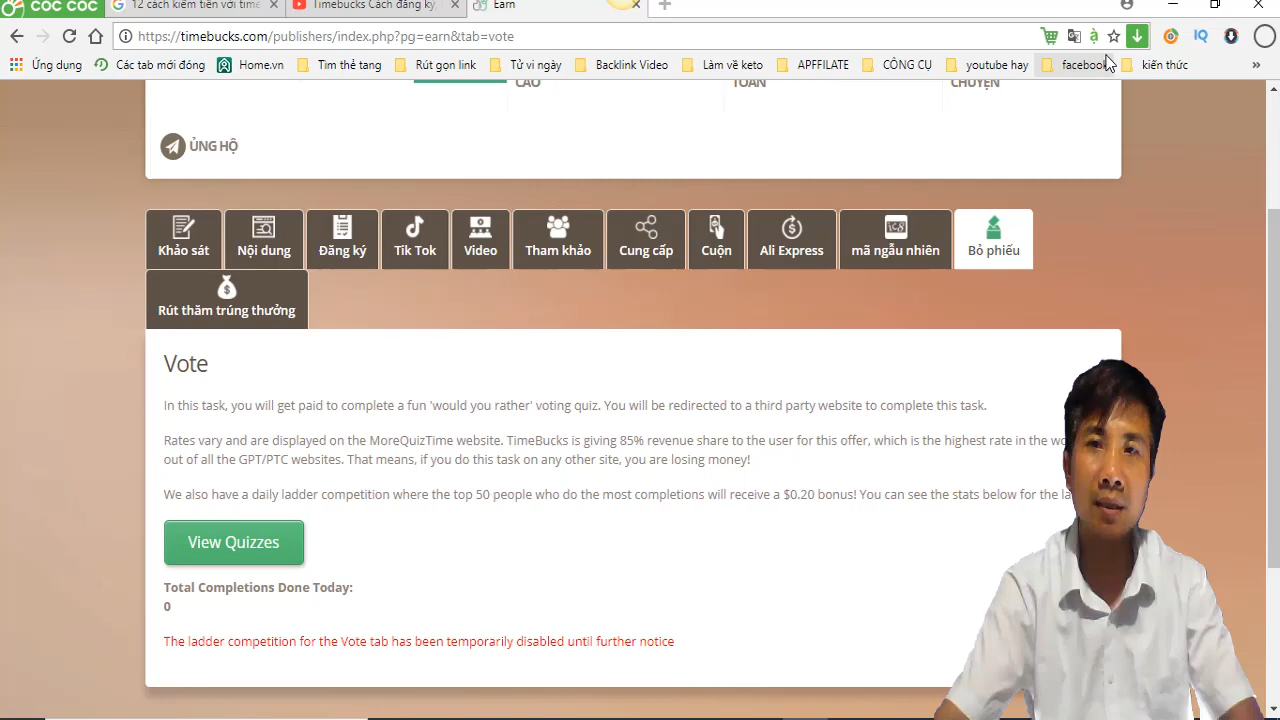 CỐC CỐC
12 cách kiếm tiền với time
Timebucks Cách đăng ký,
Earn
https://timebucks.com/publishers/index.php?pg=earn&tab=vote
Ứng dụng
Các tab mới đóng
Home.vn
Tim thẻ tang
Rút gọn link
Tử vi ngày
Backlink Video
Làm về keto
APFFILATE
CÔNG CỤ
youtube hay
facebook
kiến thức
»
CÁO
TOÁN
CHUYỆN
ỦNG HỘ
Khảo sát
Nội dung
Đăng ký
Tik Tok
Video
Tham khảo
Cung cấp
Cuộn
Ali Express
mã ngẫu nhiên
Bỏ phiếu
Rút thăm trúng thưởng
Vote
In this task, you will get paid to complete a fun 'would you rather' voting quiz. You will be redirected to a third party website to complete this task.
Rates vary and are displayed on the MoreQuizTime website. TimeBucks is giving 85% revenue share to the user for this offer, which is the highest rate in the
out of all the GPT/PTC websites. That means, if you do this task on any other site, you are losing money!
We also have a daily ladder competition where the top 50 people who do the most completions will receive a $0.20 bonus! You can see the stats below for the
View Quizzes
Total Completions Done Today:
0
The ladder competition for the Vote tab has been temporarily disabled until further notice